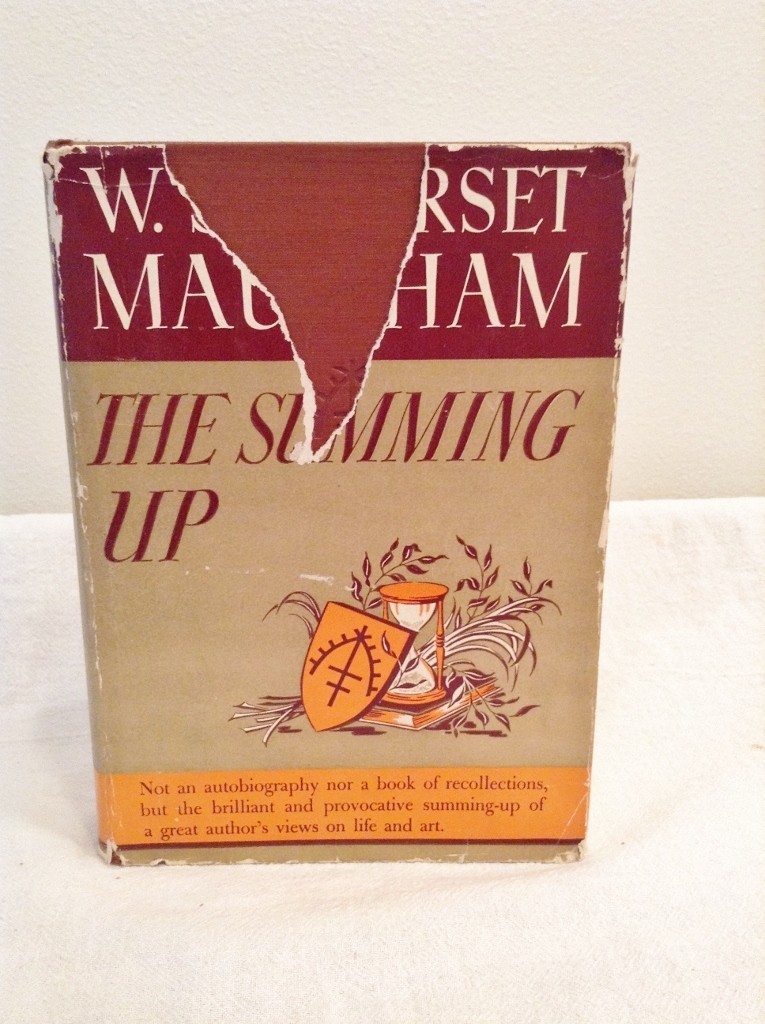 W. S RSET
MAU HAM
THE SUMMING
UP
Not an autobiography nor a book of recollections,
but the brilliant and provocative summing-up of
a great author's views on life and art.